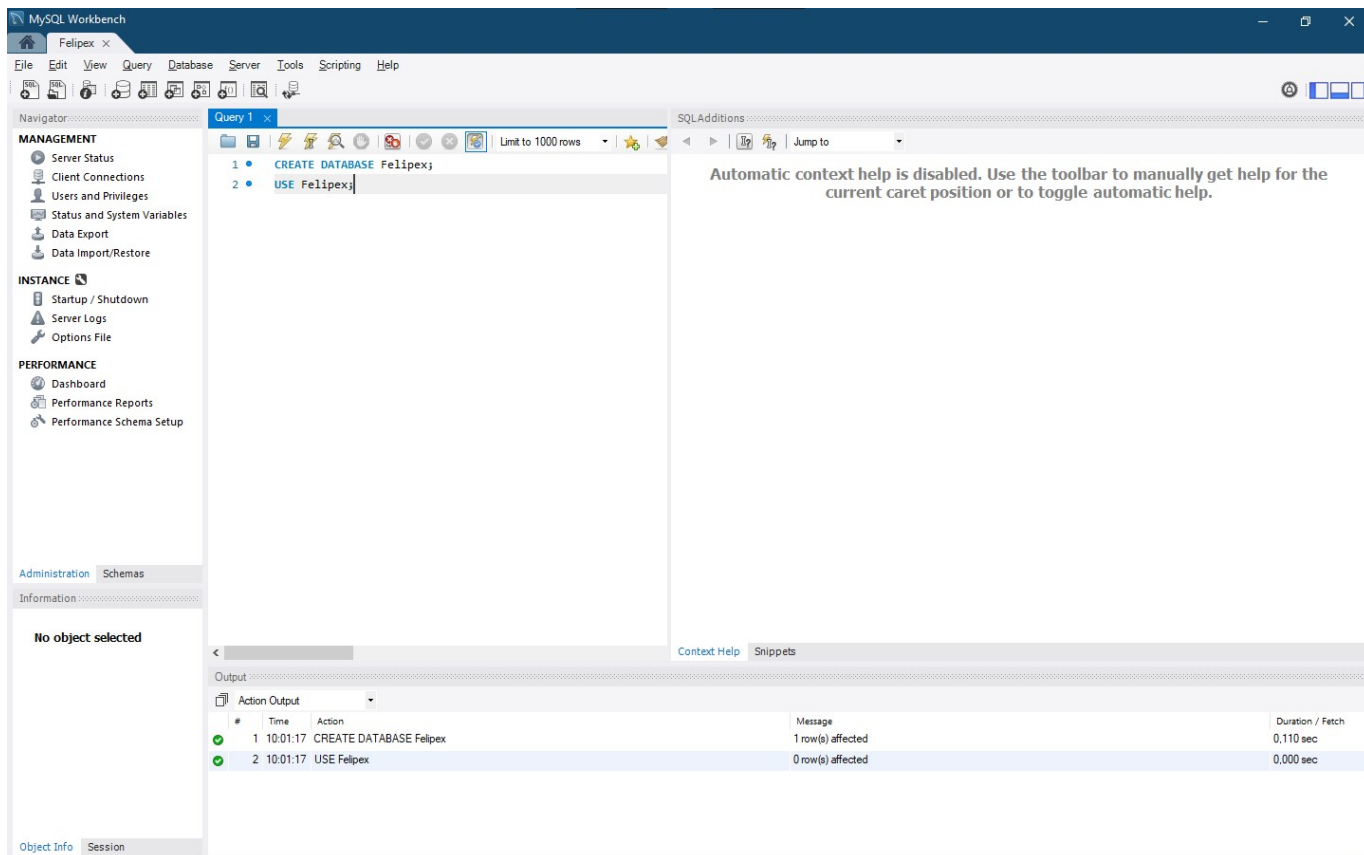 MySQL Workbench
Felipex
File Edit View Query Database Server Tools Scripting Help
Navigator
MANAGEMENT
Server Status
Client Connections
Users and Privileges
Status and System Variables
Data Export
Data Import/Restore
INSTANCE
Startup / Shutdown
Server Logs
Options File
PERFORMANCE
Dashboard
Performance Reports
Performance Schema Setup
Administration Schemas
Information
No object selected
Object Info Session
Query 1
Limit to 1000 rows
1 CREATE DATABASE Felipex;
2 USE Felipex;
SQLAdditions
Jump to
Automatic context help is disabled. Use the toolbar to manually get help for the
current caret position or to toggle automatic help.
Context Help Snippets
Output
Action Output
# Time Action Message Duration / Fetch
1 10:01:17 CREATE DATABASE Felipex 1 row(s) affected 0,110 sec
2 10:01:17 USE Felipex 0 row(s) affected 0,000 sec